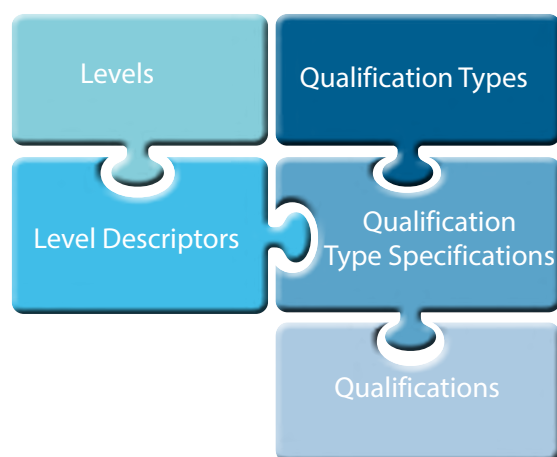 Levels
Qualification Types
Level Descriptors
Qualification
Type Specifications
Qualifications